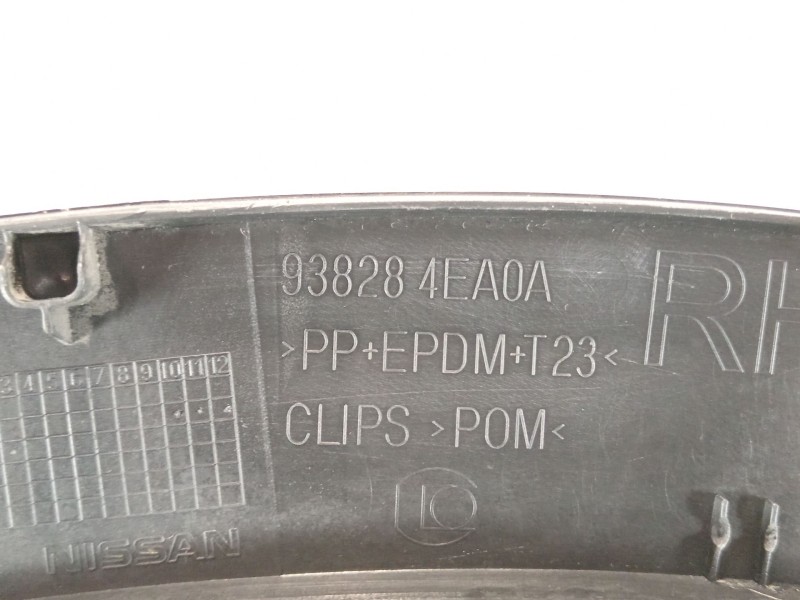 93828 4EA0A
RH
>PP+EPDM+T23<
3 4 5 6 7 8 9 10 11 12
CLIPS >POM<
NISSAN